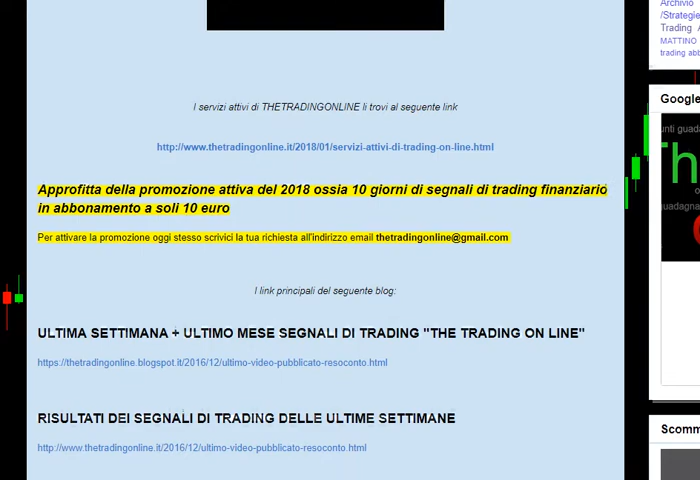 Archivio
/Strategie
Trading
MATTINO
trading
I servizi attivi di THETRADINGONLINE li trovi al seguente link
Google
http://www.thetradingonline.it/2018/01/servizi-attivi-di-trading-on-line.html
Approfitta della promozione attiva del 2018 ossia 10 giorni di segnali di trading finanziario
in abbonamento a soli 10 euro
Per attivare la promozione oggi stesso scrivici la tua richiesta all'indirizzo email thetradingonline@gmail.com
I link principali del seguente blog:
ULTIMA SETTIMANA + ULTIMO MESE SEGNALI DI TRADING "THE TRADING ON LINE"
https://thetradingonline.blogspot.it/2016/12/ultimo-video-pubblicato-resoconto.html
RISULTATI DEI SEGNALI DI TRADING DELLE ULTIME SETTIMANE
Scomm
http://www.thetradingonline.it/2016/12/ultimo-video-pubblicato-resoconto.html